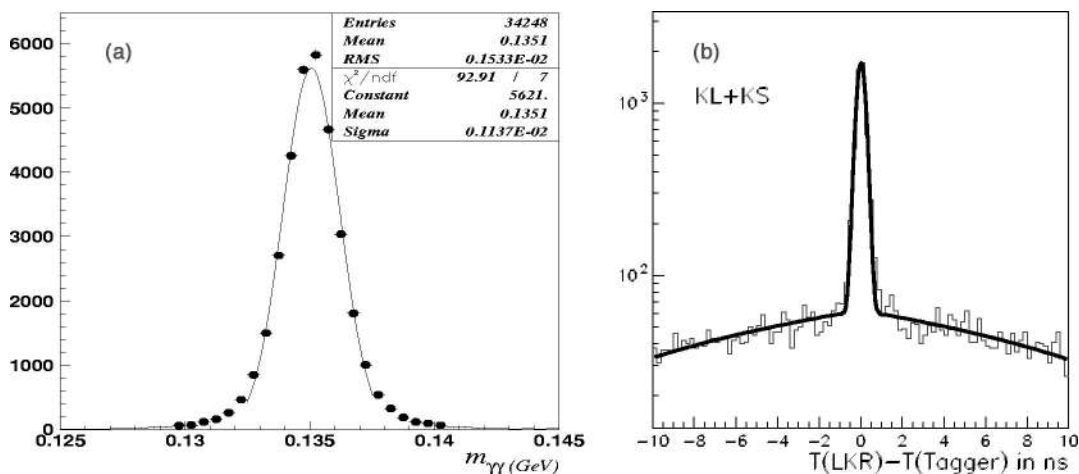 (a)
Entries 34248
Mean 0.1351
RMS 0.1533E-02
χ²/ndf 92.91 / 7
Constant 5621.
Mean 0.1351
Sigma 0.1137E-02
6000
5000
4000
3000
2000
1000
0
0.125 0.13 0.135 0.14 0.145
mγγ (GeV)
(b)
KL+KS
10³
10²
−10 −8 −6 −4 −2 0 2 4 6 8 10
T(LKR)−T(Tagger) in ns